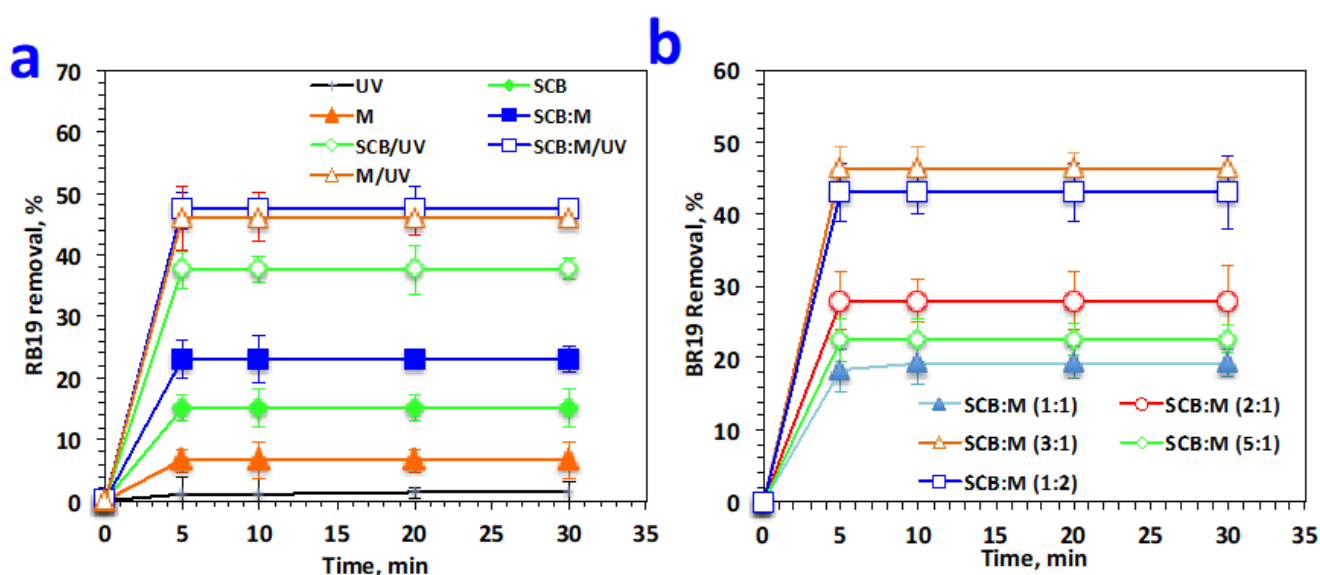 a
70
60
50
40
30
20
10
0
RB19 removal, %
UV
SCB
M
SCB:M
SCB/UV
SCB:M/UV
M/UV
0 5 10 15 20 25 30 35
Time, min
b
60
50
40
30
20
10
0
BR19 Removal, %
SCB:M (1:1)
SCB:M (2:1)
SCB:M (3:1)
SCB:M (5:1)
SCB:M (1:2)
0 5 10 15 20 25 30 35
Time, min